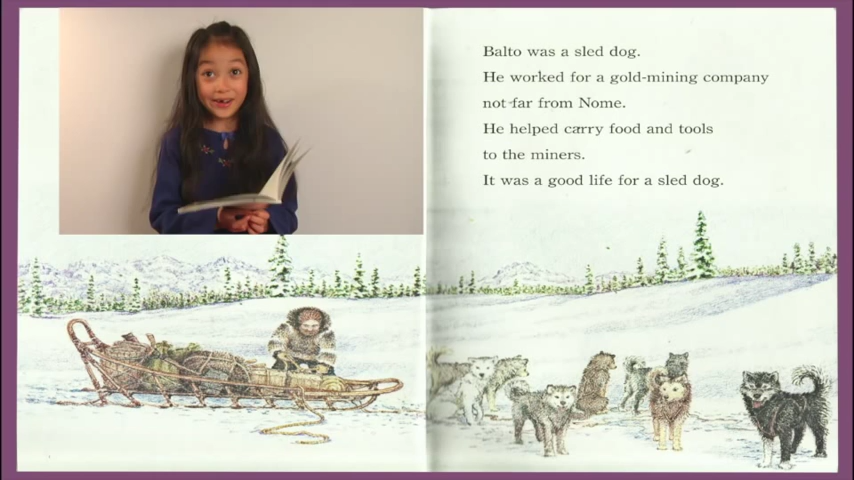 Balto was a sled dog.
He worked for a gold-mining company
not far from Nome.
He helped carry food and tools
to the miners.
It was a good life for a sled dog.